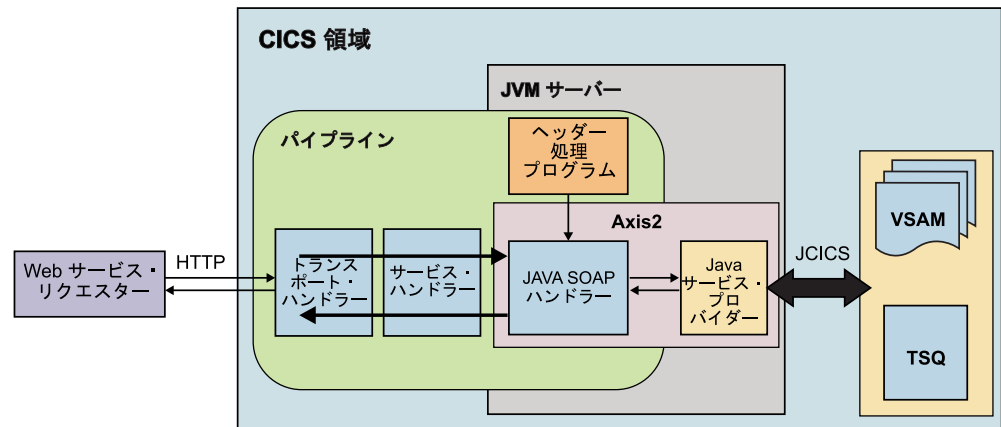 CICS 領域
JVM サーバー
パイプライン
ヘッダー
処理
プログラム
Axis2
Web サービス・
リクエスター
HTTP
トランス
ポート・
ハンドラー
サービス・
ハンドラー
JAVA SOAP
ハンドラー
Java
サービス・
プロ
バイダー
JCICS
VSAM
TSQ